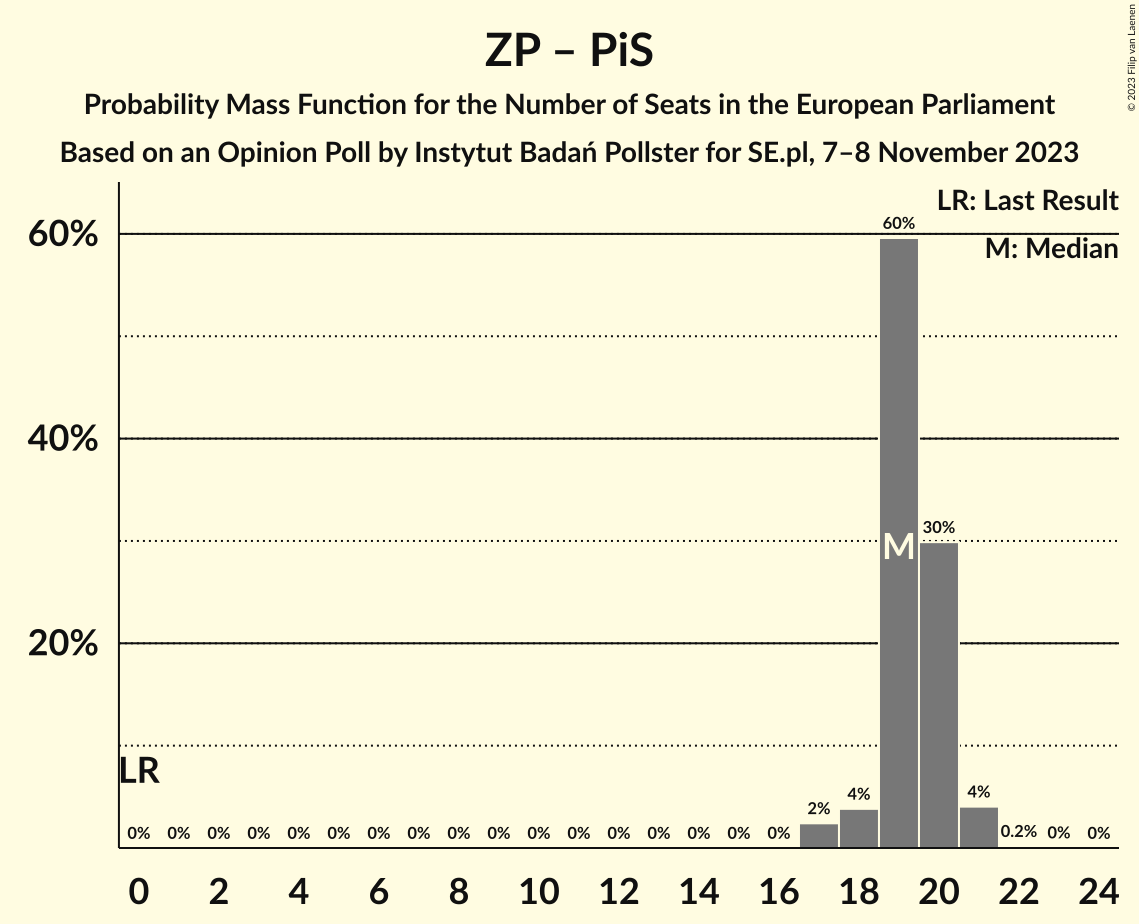 ZP – PiS
Probability Mass Function for the Number of Seats in the European Parliament
Based on an Opinion Poll by Instytut Badań Pollster for SE.pl, 7–8 November 2023
© 2023 Filip van Laenen
LR: Last Result
M: Median
60%
40%
20%
60%
30%
M
LR
0% 0% 0% 0% 0% 0% 0% 0% 0% 0% 0% 0% 0% 0% 0% 0% 0% 2% 4% 4% 0.2% 0% 0%
0 2 4 6 8 10 12 14 16 18 20 22 24